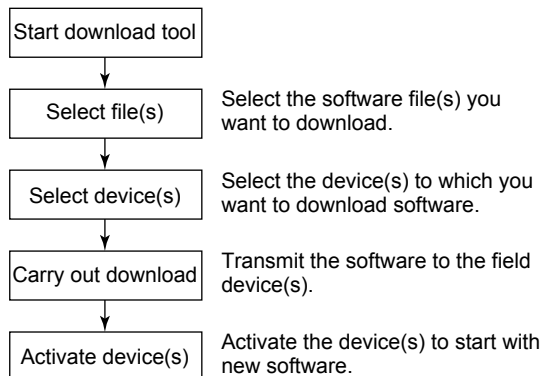 Start download tool
Select file(s)
Select the software file(s) you
want to download.
Select device(s)
Select the device(s) to which you
want to download software.
Carry out download
Transmit the software to the field
device(s).
Activate device(s)
Activate the device(s) to start with
new software.